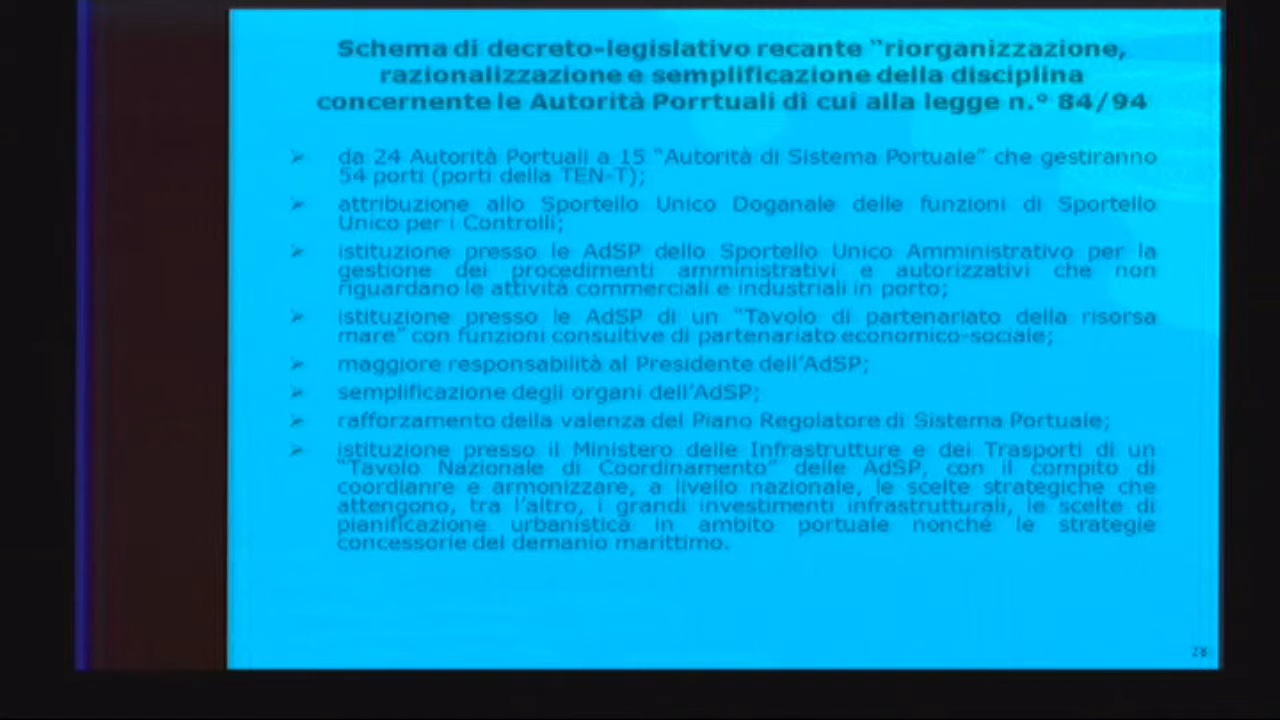 Schema di decreto-legislativo recante "riorganizzazione,
razionalizzazione e semplificazione della disciplina
concernente le Autorità Porrtuali di cui alla legge n.° 84/94
➢ da 24 Autorità Portuali a 15 "Autorità di Sistema Portuale" che gestiranno
54 porti (porti della TEN-T);
➢ attribuzione allo Sportello Unico Doganale delle funzioni di Sportello
Unico per i Controlli;
➢ istituzione presso le AdSP dello Sportello Unico Amministrativo per la
gestione dei procedimenti amministrativi e autorizzativi che non
riguardano le attività commerciali e industriali in porto;
➢ istituzione presso le AdSP di un "Tavolo di partenariato della risorsa
mare" con funzioni consultive di partenariato economico-sociale;
➢ maggiore responsabilità al Presidente dell'AdSP;
➢ semplificazione degli organi dell'AdSP;
➢ rafforzamento della valenza del Piano Regolatore di Sistema Portuale;
➢ istituzione presso il Ministero delle Infrastrutture e dei Trasporti di un
"Tavolo Nazionale di Coordinamento" delle AdSP, con il compito di
coordianre e armonizzare, a livello nazionale, le scelte strategiche che
attengono, tra l'altro, i grandi investimenti infrastrutturali, le scelte di
pianificazione urbanistica in ambito portuale nonché le strategie
concessorie del demanio marittimo.